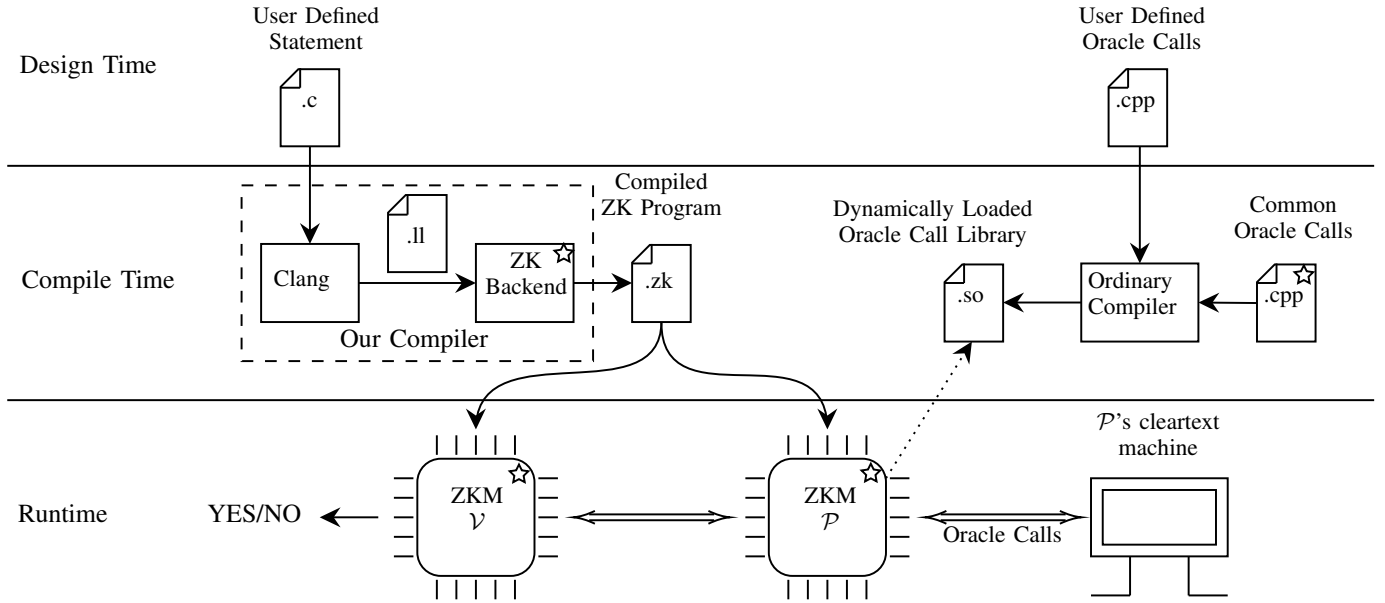 User Defined
Statement
User Defined
Oracle Calls
Design Time
.c
.cpp
Compiled
ZK Program
Dynamically Loaded
Oracle Call Library
Common
Oracle Calls
.ll
Compile Time
Clang
ZK
Backend
.zk
.so
Ordinary
Compiler
.cpp
Our Compiler
𝒫's cleartext
machine
Runtime
YES/NO
ZKM
𝒱
ZKM
𝒫
Oracle Calls